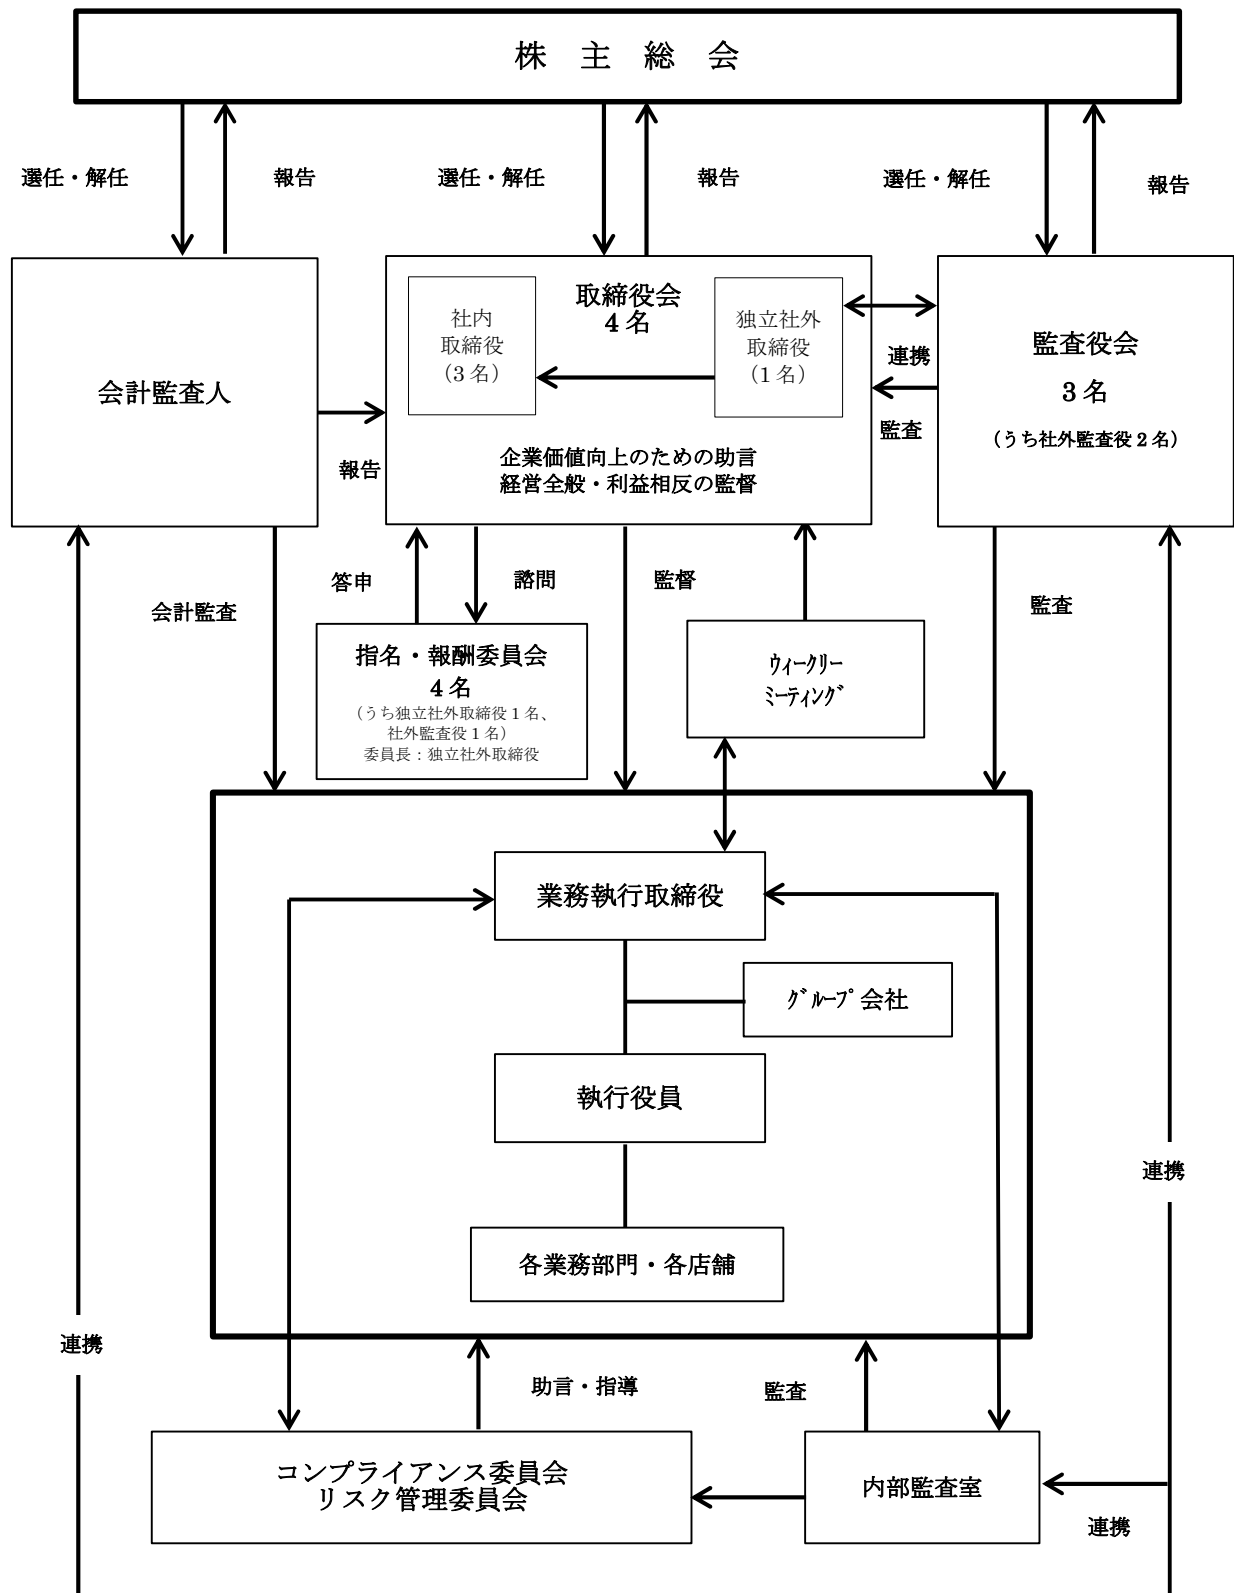 株 主 総 会
選任・解任
報告
選任・解任
報告
選任・解任
報告
会計監査人
報告
取締役会
4名
社内
取締役
(3名)
独立社外
取締役
(1名)
企業価値向上のための助言
経営全般・利益相反の監督
連携
監査
監査役会
3名
(うち社外監査役2名)
会計監査
答申
諮問
監督
監査
指名・報酬委員会
4名
(うち独立社外取締役1名、
社外監査役1名)
委員長:独立社外取締役
ウィークリー
ミーティング
業務執行取締役
グループ会社
執行役員
各業務部門・各店舗
連携
連携
助言・指導
監査
コンプライアンス委員会
リスク管理委員会
内部監査室
連携